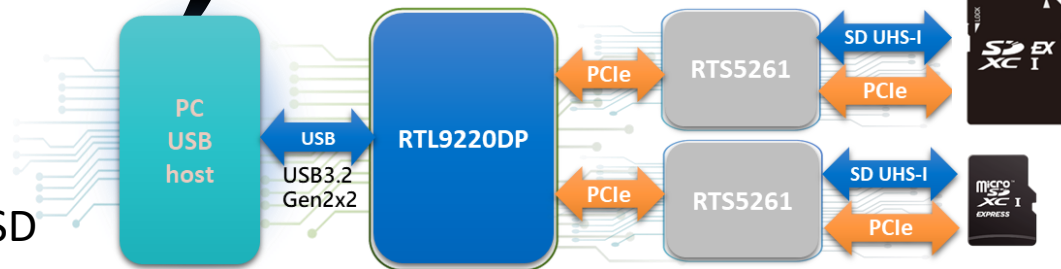 PC
USB
host
USB
USB3.2
Gen2x2
RTL9220DP
PCIe
RTS5261
SD UHS-I
PCIe
LOCK
SD EX
XC I
PCIe
RTS5261
SD UHS-I
PCIe
micro
SD
XC I
EXPRESS
SD